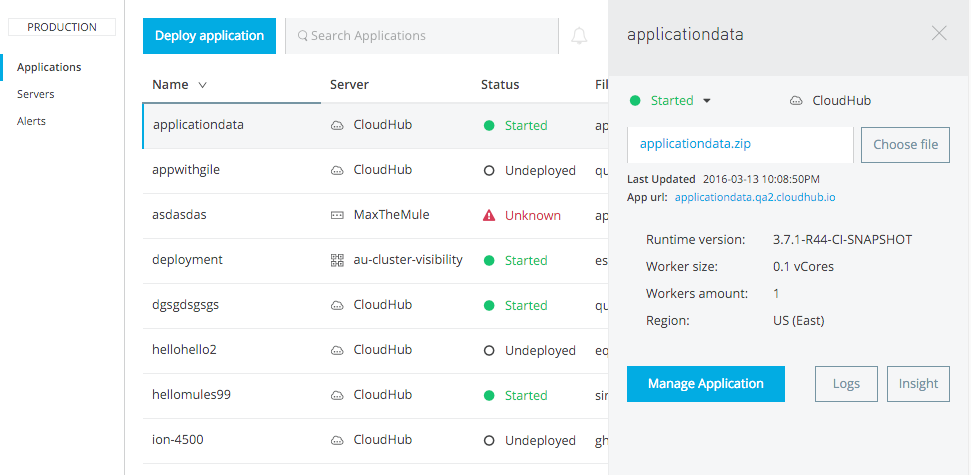 PRODUCTION
Applications
Servers
Alerts
Deploy application
Search Applications
Name Server Status Fil
applicationdata CloudHub Started ap
appwithgile CloudHub Undeployed qu
asdasdas MaxTheMule Unknown ap
deployment au-cluster-visibility Started es
dgsgdsgsgs CloudHub Started qu
hellohello2 CloudHub Undeployed eq
hellomules99 CloudHub Started sin
ion-4500 CloudHub Undeployed gh
applicationdata
Started CloudHub
applicationdata.zip Choose file
Last Updated 2016-03-13 10:08:50PM
App url: applicationdata.qa2.cloudhub.io
Runtime version: 3.7.1-R44-CI-SNAPSHOT
Worker size: 0.1 vCores
Workers amount: 1
Region: US (East)
Manage Application Logs Insight